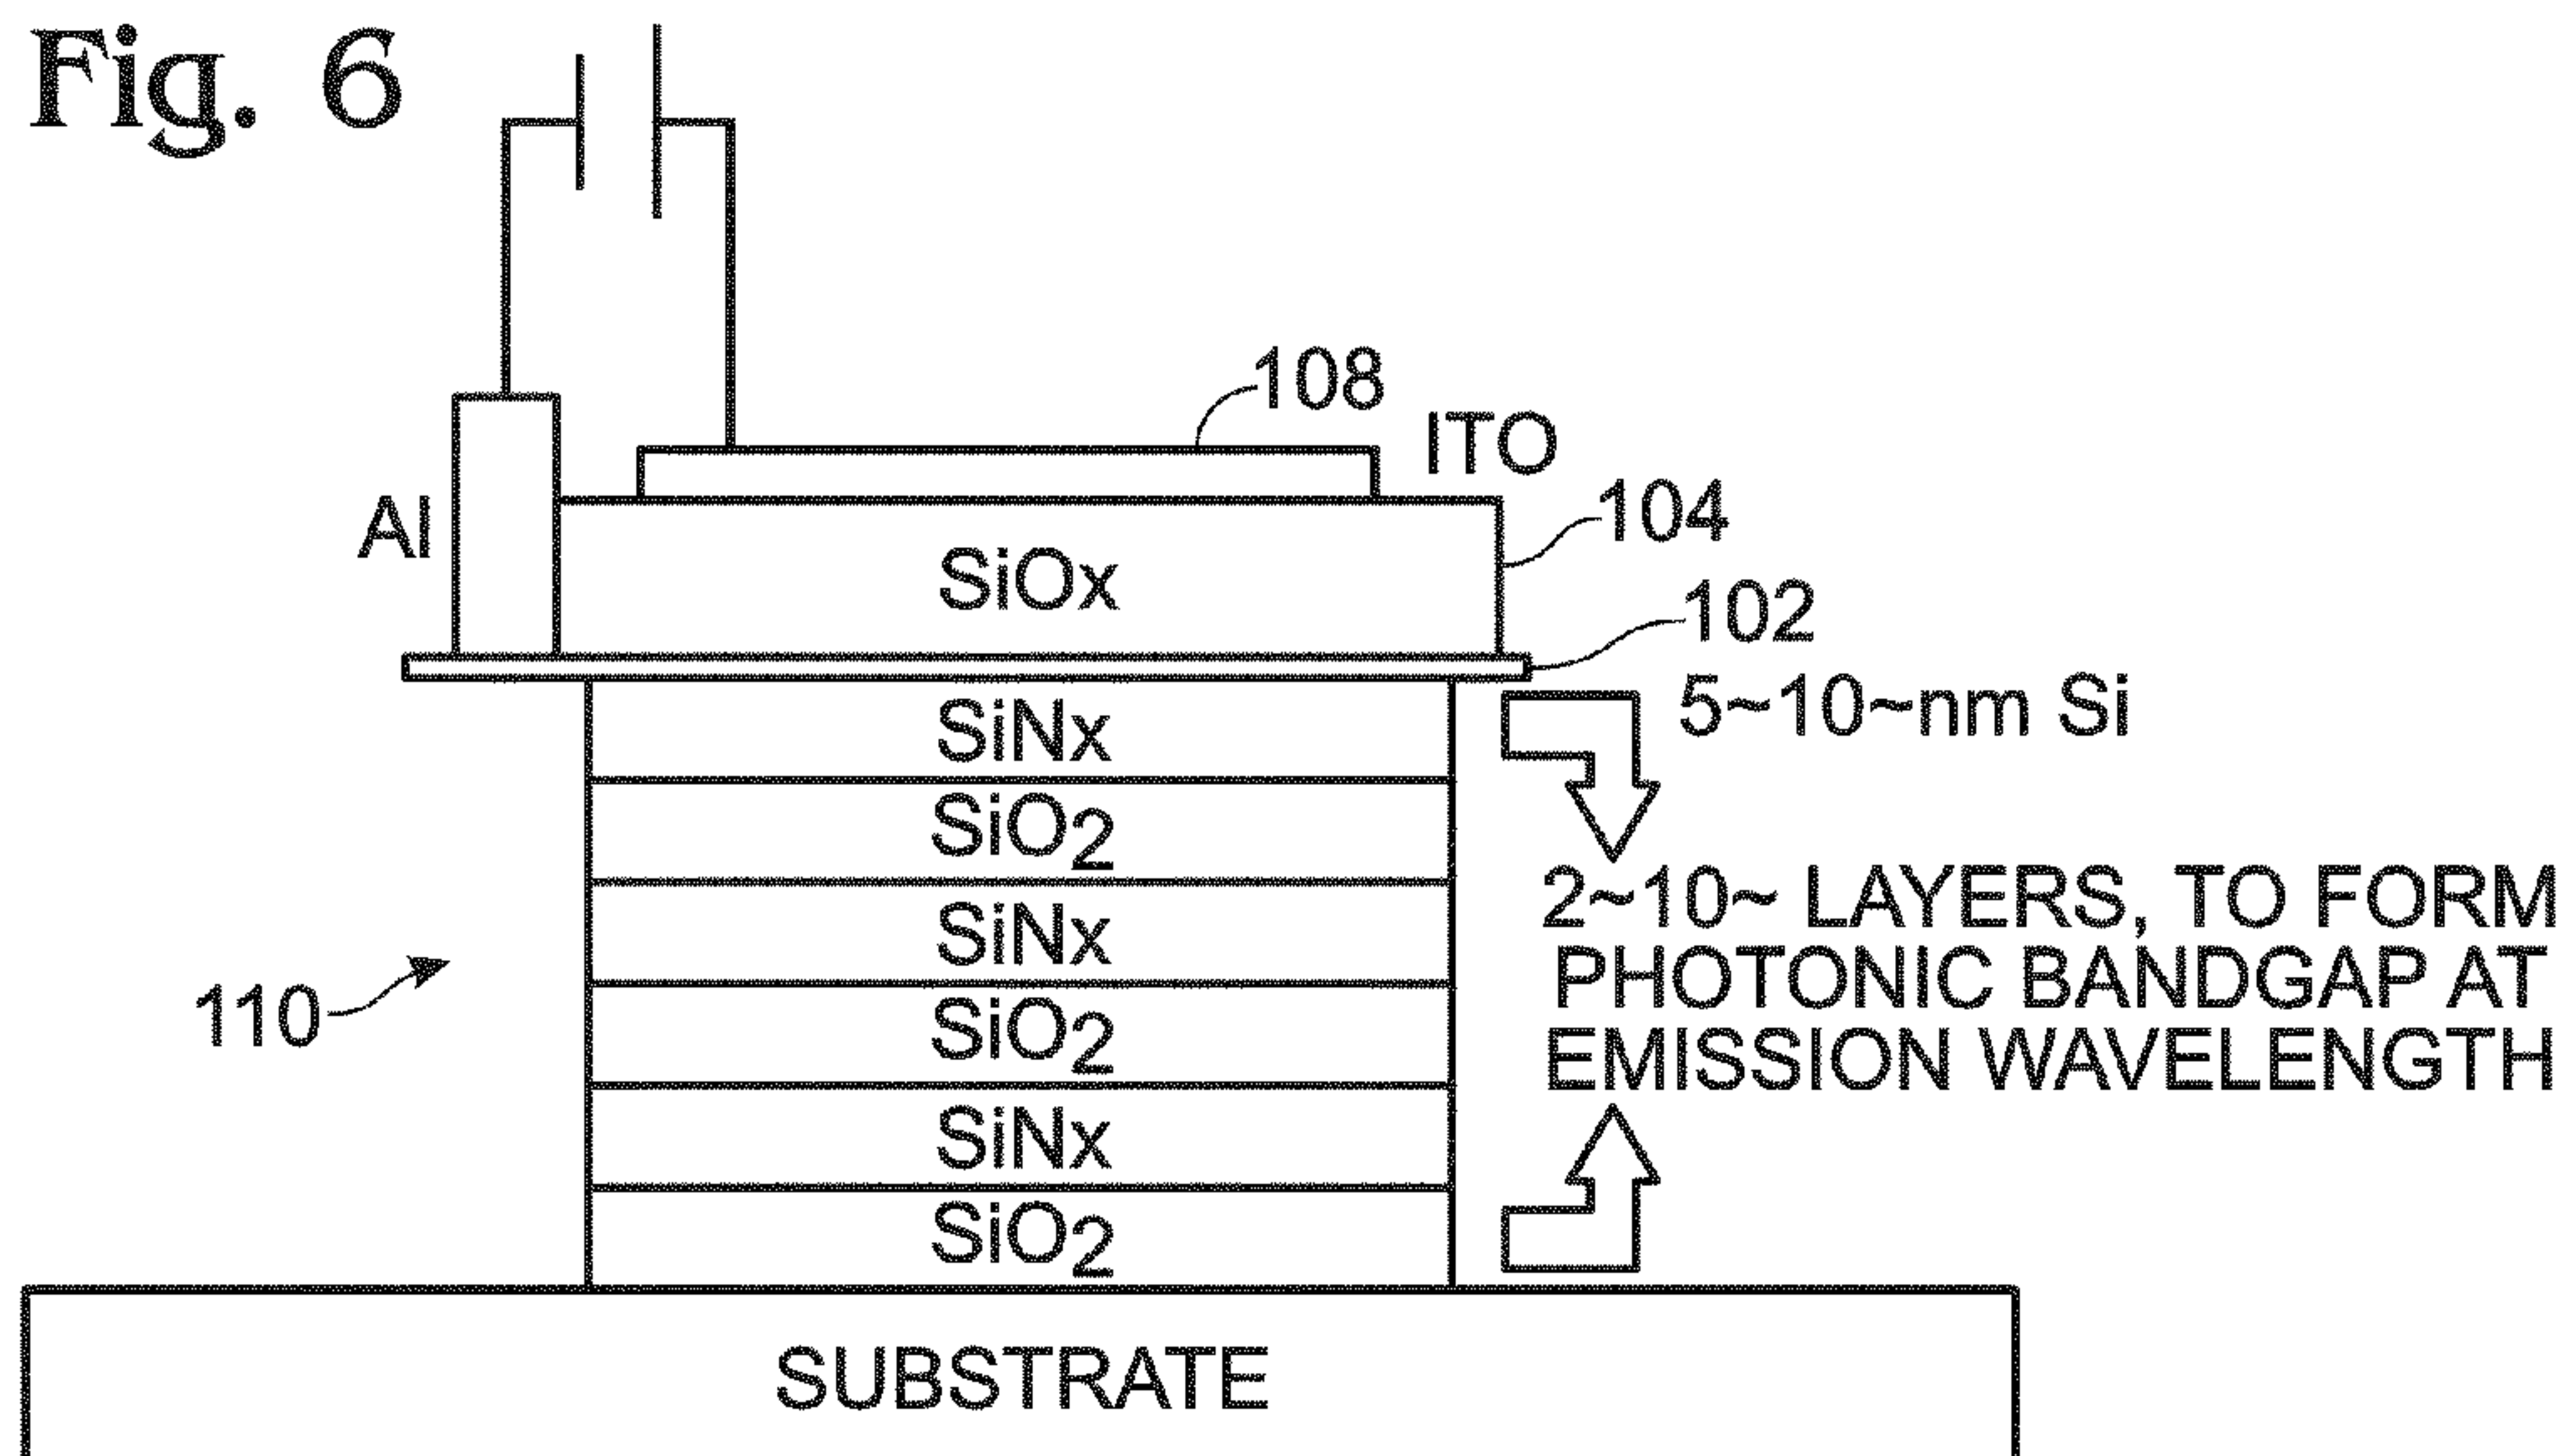 Fig. 6
108
ITO
Al
104
SiOx
102
5~10~nm Si
SiNx
SiO2
2~10~ LAYERS, TO FORM
SiNx
PHOTONIC BANDGAP AT
110
SiO2
EMISSION WAVELENGTH
SiNx
SiO2
SUBSTRATE